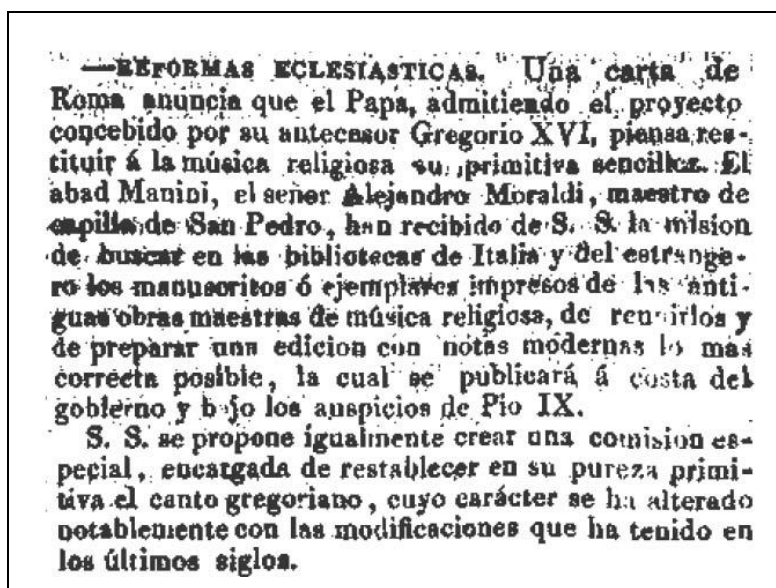 —REFORMAS ECLESIASTICAS. Una carta de
Roma anuncia que el Papa, admitiendo el proyecto
concebido por su antecasor Gregorio XVI, piensa res-
tituir á la música religiosa su primitiva sencillez. El
abad Manini, el señor Alejandro Moraldi, maestro de
capilla de San Pedro, han recibido de S. S. la mision
de buscar en las bibliotecas de Italia y del estrange-
ro los manuscritos ó ejemplares impresos de las anti-
guas obras maestras de música religiosa, de reunirlos y
de preparar una edicion con notas modernas lo mas
correcta posible, la cual se publicará á costa del
gobierno y bajo los auspicios de Pio IX.
S. S. se propone igualmente crear una comision es-
pecial, encargada de restablecer en su pureza primi-
tiva el canto gregoriano, cuyo carácter se ha alterado
notablemente con las modificaciones que ha tenido en
los últimos siglos.